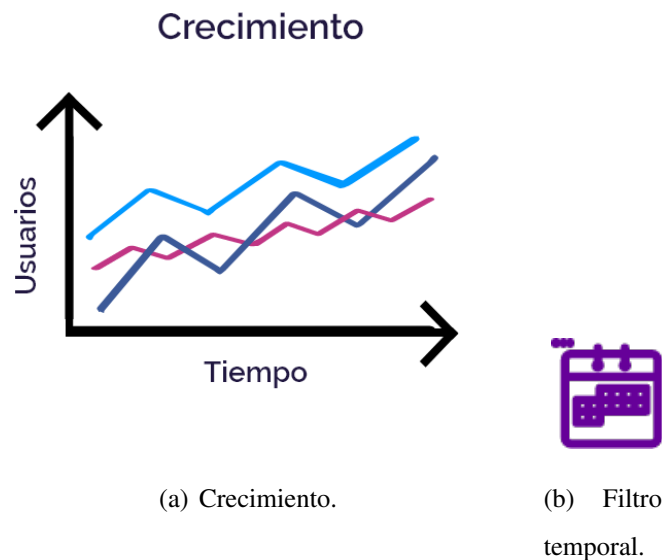 Crecimiento
Usuarios
Tiempo
(a) Crecimiento.
(b) Filtro
temporal.